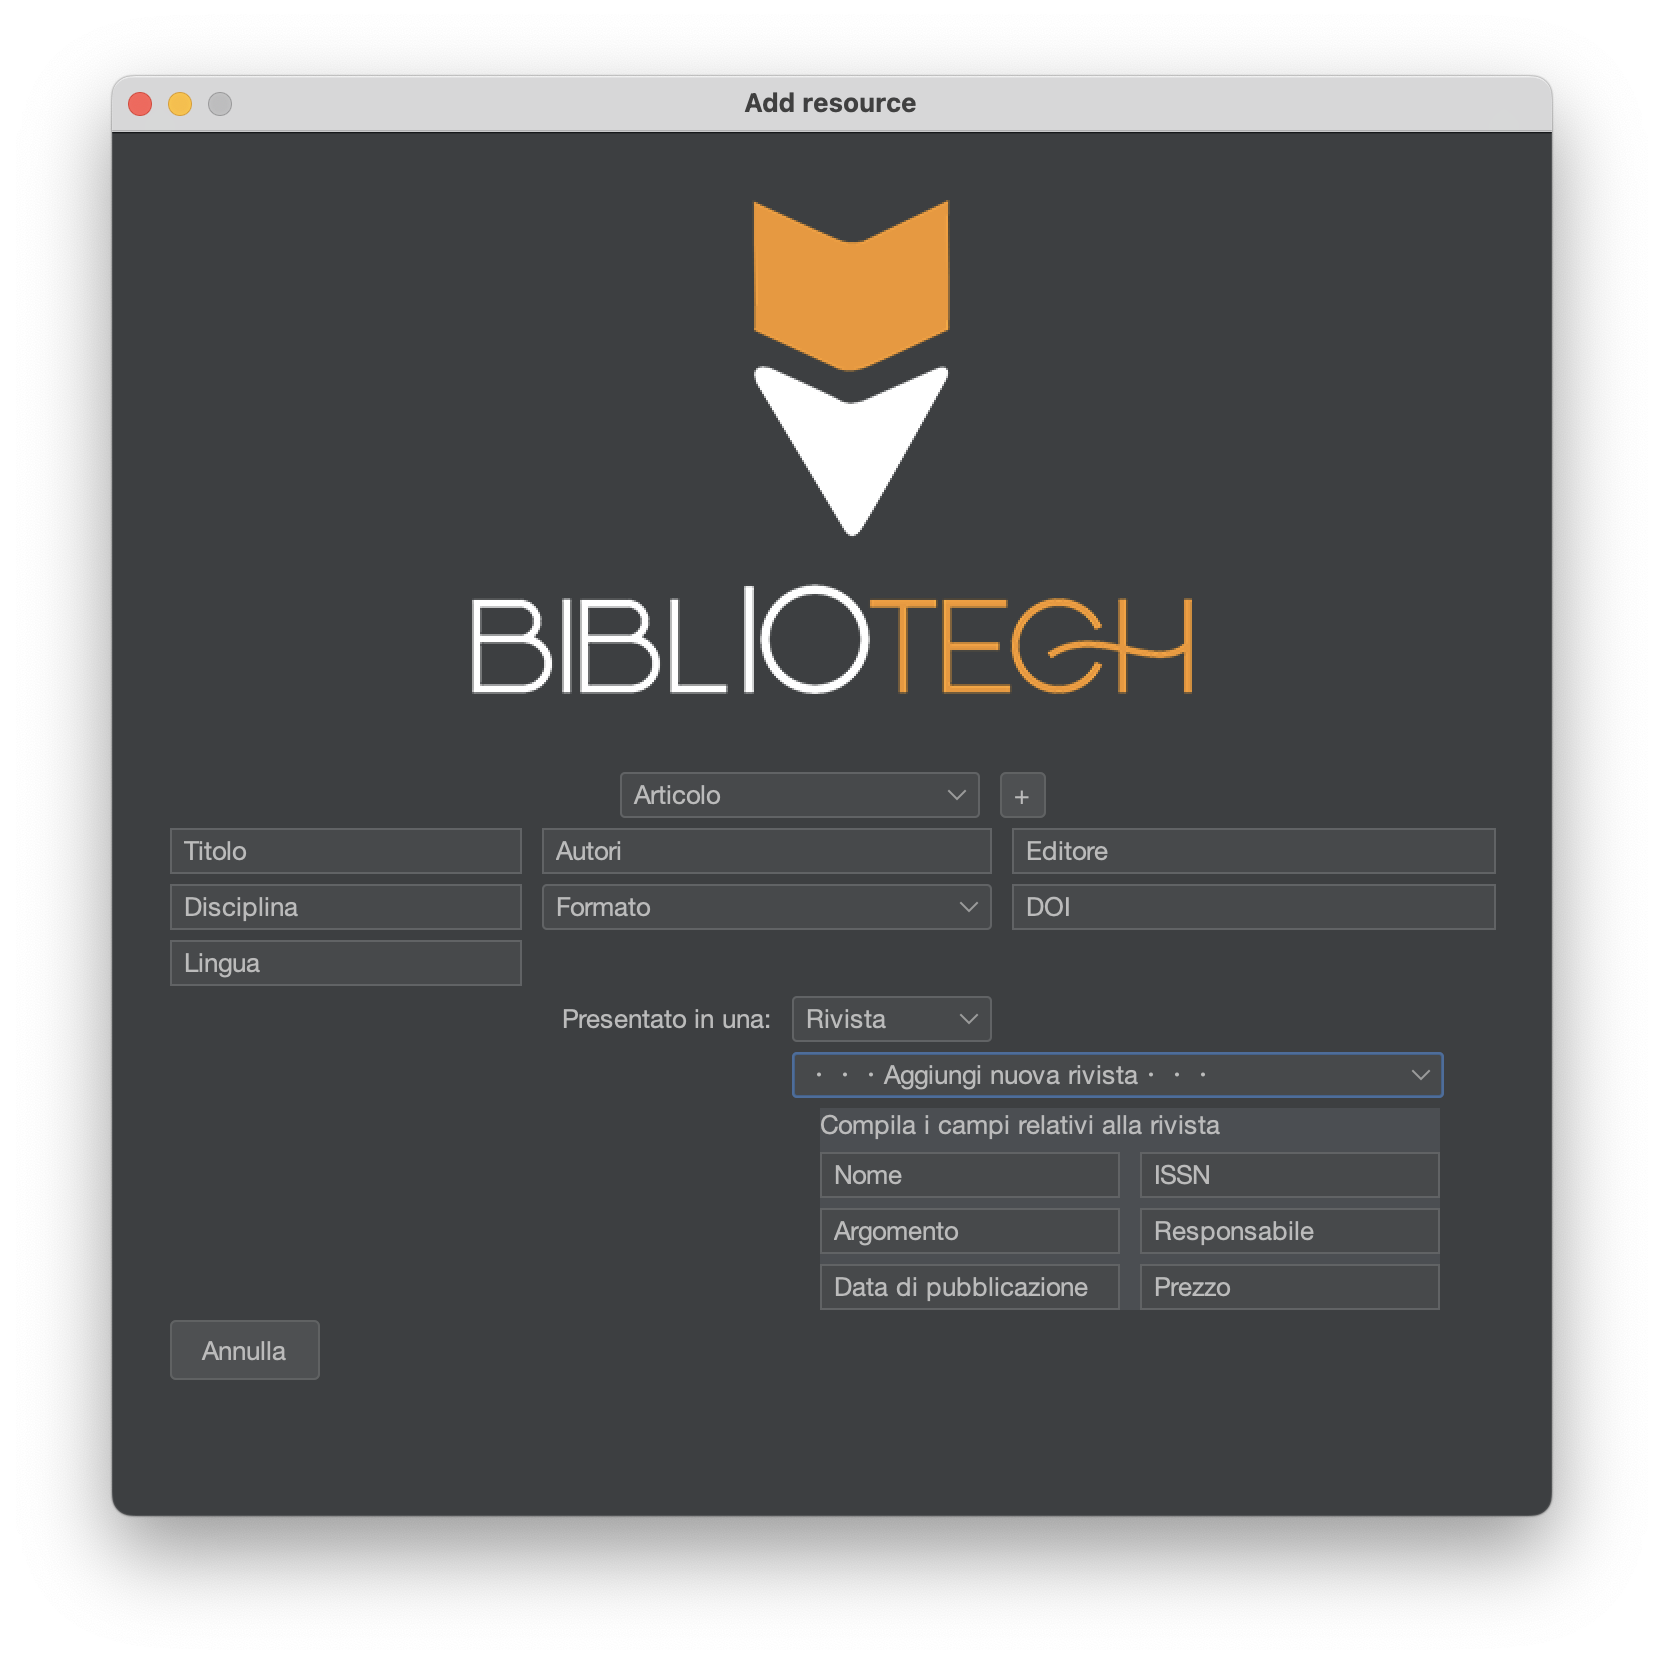 Add resource
BIBLIOTECH
Articolo +
Titolo Autori Editore
Disciplina Formato DOI
Lingua
Presentato in una: Rivista
· · · Aggiungi nuova rivista · · ·
Compila i campi relativi alla rivista
Nome ISSN
Argomento Responsabile
Data di pubblicazione Prezzo
Annulla